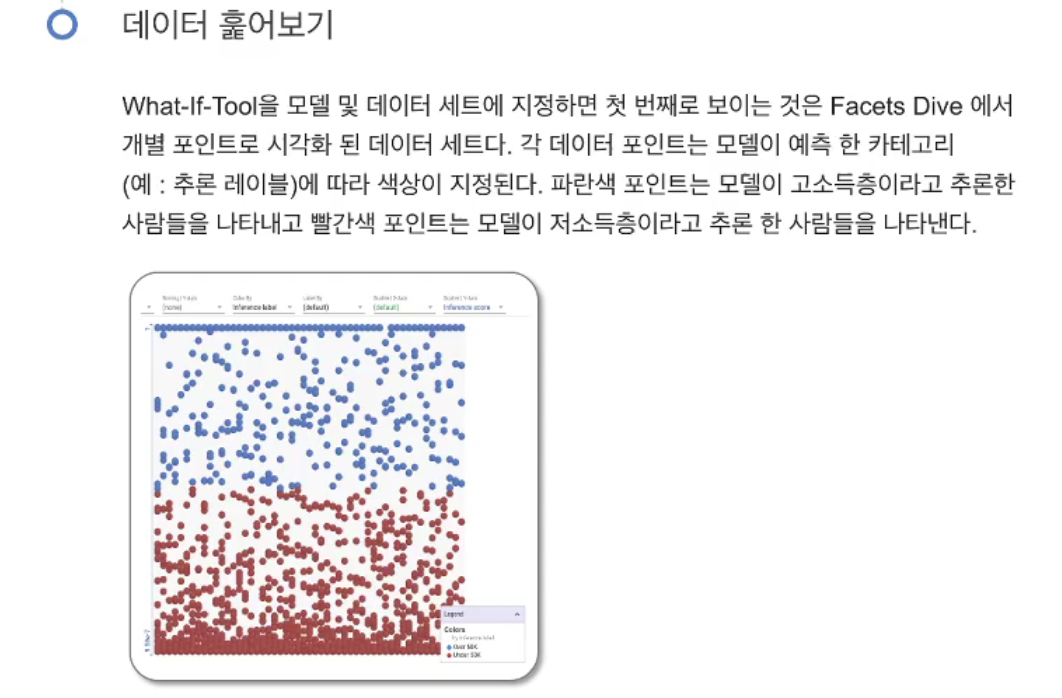 데이터 훑어보기
What-If-Tool을 모델 및 데이터 세트에 지정하면 첫 번째로 보이는 것은 Facets Dive 에서
개별 포인트로 시각화 된 데이터 세트다. 각 데이터 포인트는 모델이 예측 한 카테고리
(예 : 추론 레이블)에 따라 색상이 지정된다. 파란색 포인트는 모델이 고소득층이라고 추론한
사람들을 나타내고 빨간색 포인트는 모델이 저소득층이라고 추론 한 사람들을 나타낸다.
Color By Label By
(none) Inference label (default) (default) Inference score
Legend
Colors
by inference label
Over 50K
Under 50K